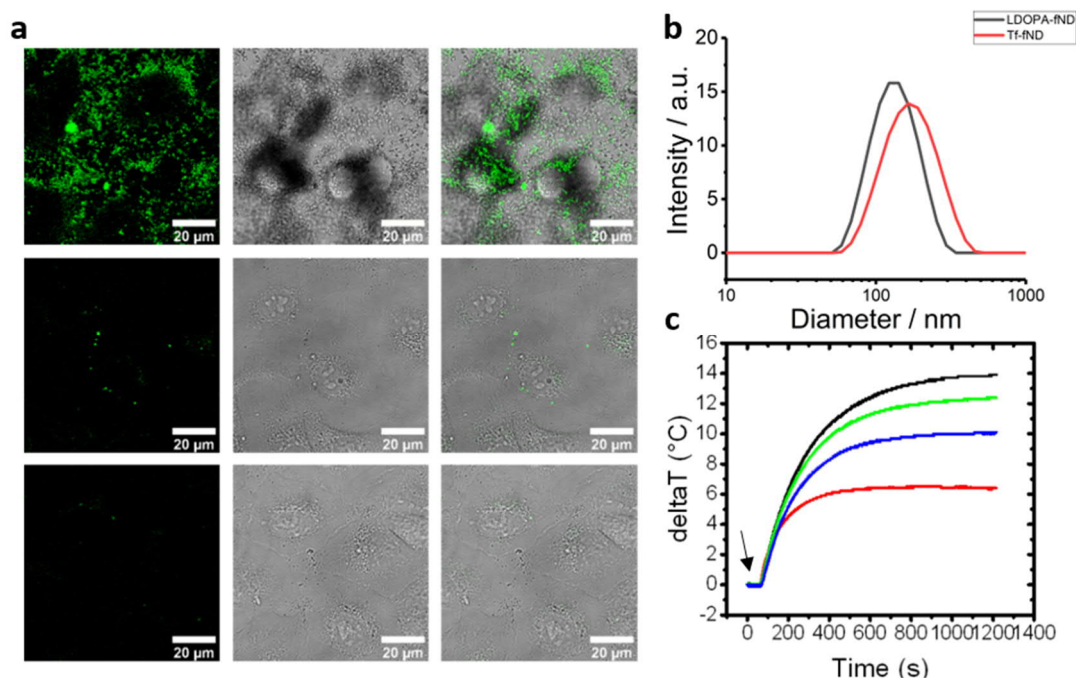 a
20 µm
20 µm
20 µm
20 µm
20 µm
20 µm
20 µm
20 µm
20 µm
b
LDOPA-fND
Tf-fND
20
15
10
5
0
Intensity / a.u.
10
100
1000
Diameter / nm
c
16
14
12
10
8
6
4
2
0
-2
deltaT (°C)
0 200 400 600 800 1000 1200 1400
Time (s)